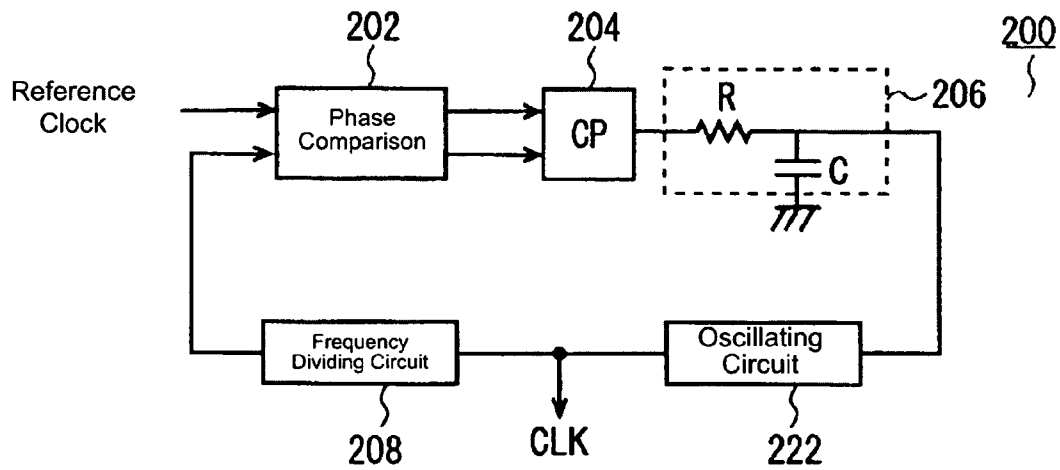 202
204
200
Reference
Clock
Phase
Comparison
CP
R
C
206
Frequency
Dividing Circuit
Oscillating
Circuit
208
CLK
222